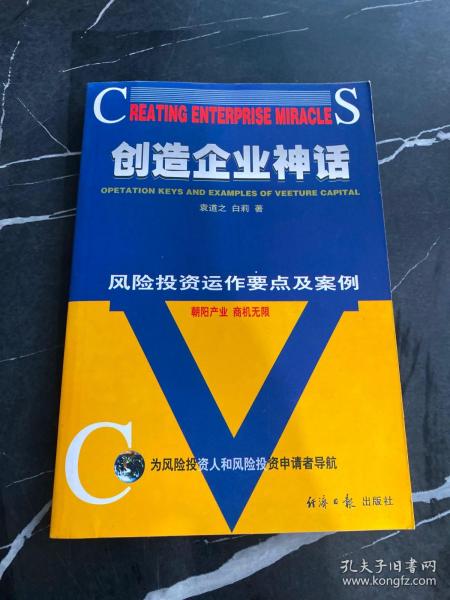 CREATING ENTERPRISE MIRACLES
创造企业神话
OPETATION KEYS AND EXAMPLES OF VEETURE CAPITAL
袁道之 白莉 著
风险投资运作要点及案例
朝阳产业 商机无限
V
C
为风险投资人和风险投资申请者导航
经济日报 出版社
孔夫子旧书网
www.kongfz.com